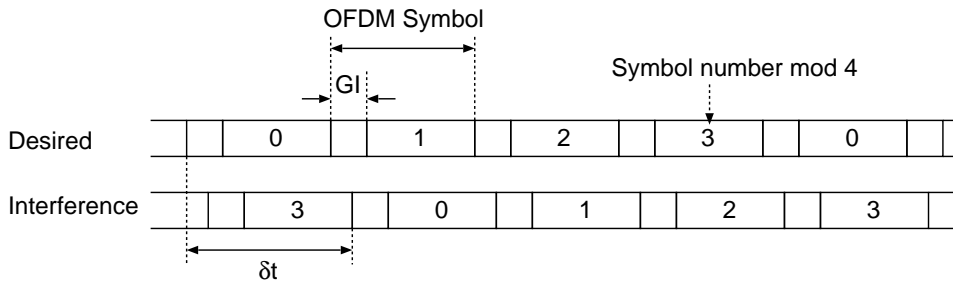 OFDM Symbol
GI
Symbol number mod 4
Desired
0 1 2 3 0
Interference
3 0 1 2 3
δt